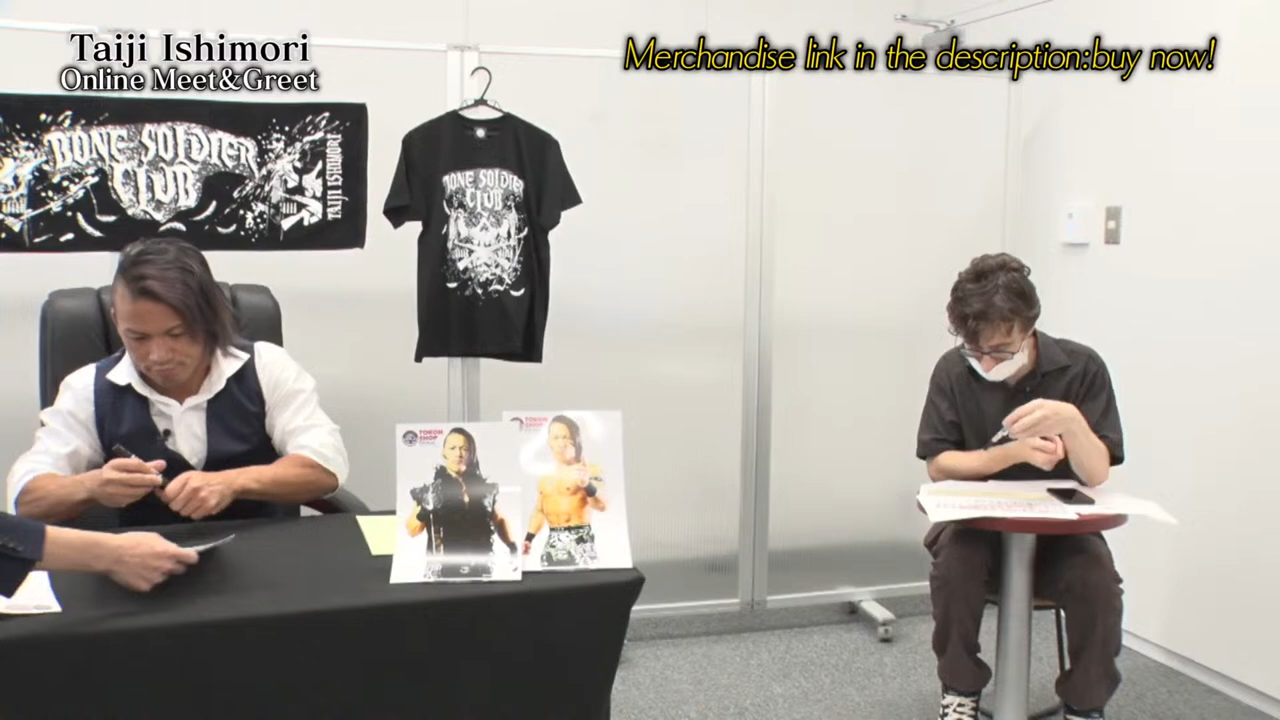 Taiji Ishimori
Online Meet&Greet
Merchandise link in the description:buy now!
BONE SOLDIER
CLUB
TAIJI ISHIMORI
BONE SOLDIER
CLUB
TOKON
SHOP
TOKON
SHOP